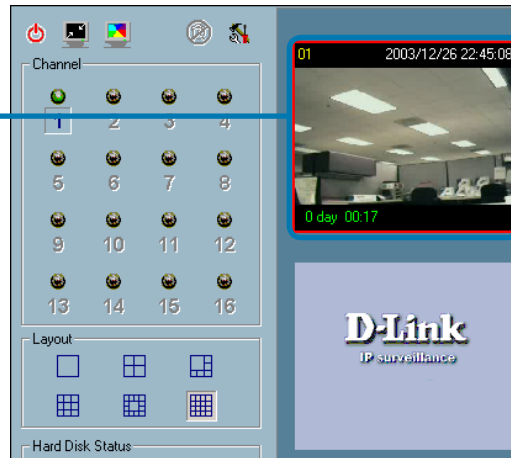 Channel
1 2 3 4
5 6 7 8
9 10 11 12
13 14 15 16
Layout
Hard Disk Status
01 2003/12/26 22:45:08
0 day 00:17
D-Link
IP surveillance